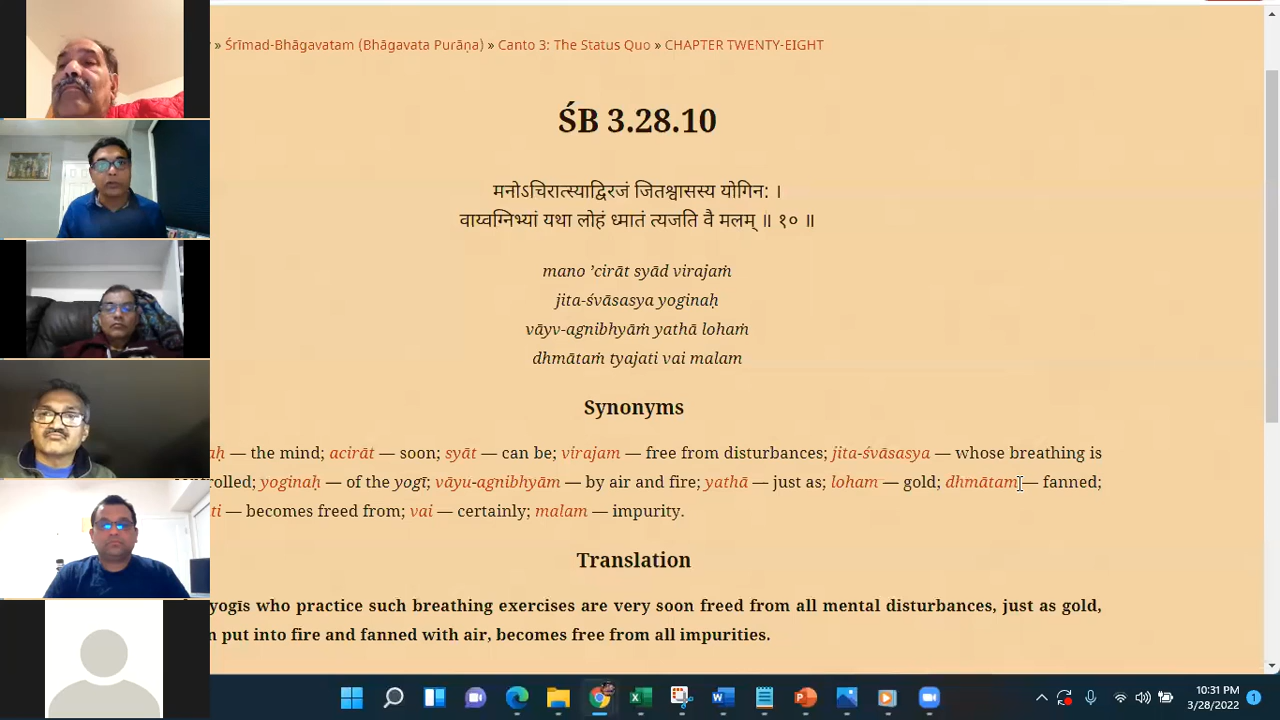 » Śrīmad-Bhāgavatam (Bhāgavata Purāṇa) » Canto 3: The Status Quo » CHAPTER TWENTY-EIGHT
ŚB 3.28.10
मनोऽचिरात्स्याद्विरजं जितश्वासस्य योगिन: ।
वाय्वग्निभ्यां यथा लोहं ध्मातं त्यजति वै मलम् ॥ १० ॥
mano ’cirāt syād virajaṁ
jita-śvāsasya yoginaḥ
vāyv-agnibhyāṁ yathā lohaṁ
dhmātaṁ tyajati vai malam
Synonyms
— the mind; acirāt — soon; syāt — can be; virajam — free from disturbances; jita-śvāsasya — whose breathing is
yoginaḥ — of the yogī; vāyu-agnibhyām — by air and fire; yathā — just as; loham — gold; dhmātam — fanned;
— becomes freed from; vai — certainly; malam — impurity.
Translation
yogīs who practice such breathing exercises are very soon freed from all mental disturbances, just as gold,
put into fire and fanned with air, becomes free from all impurities.
10:31 PM
3/28/2022
1